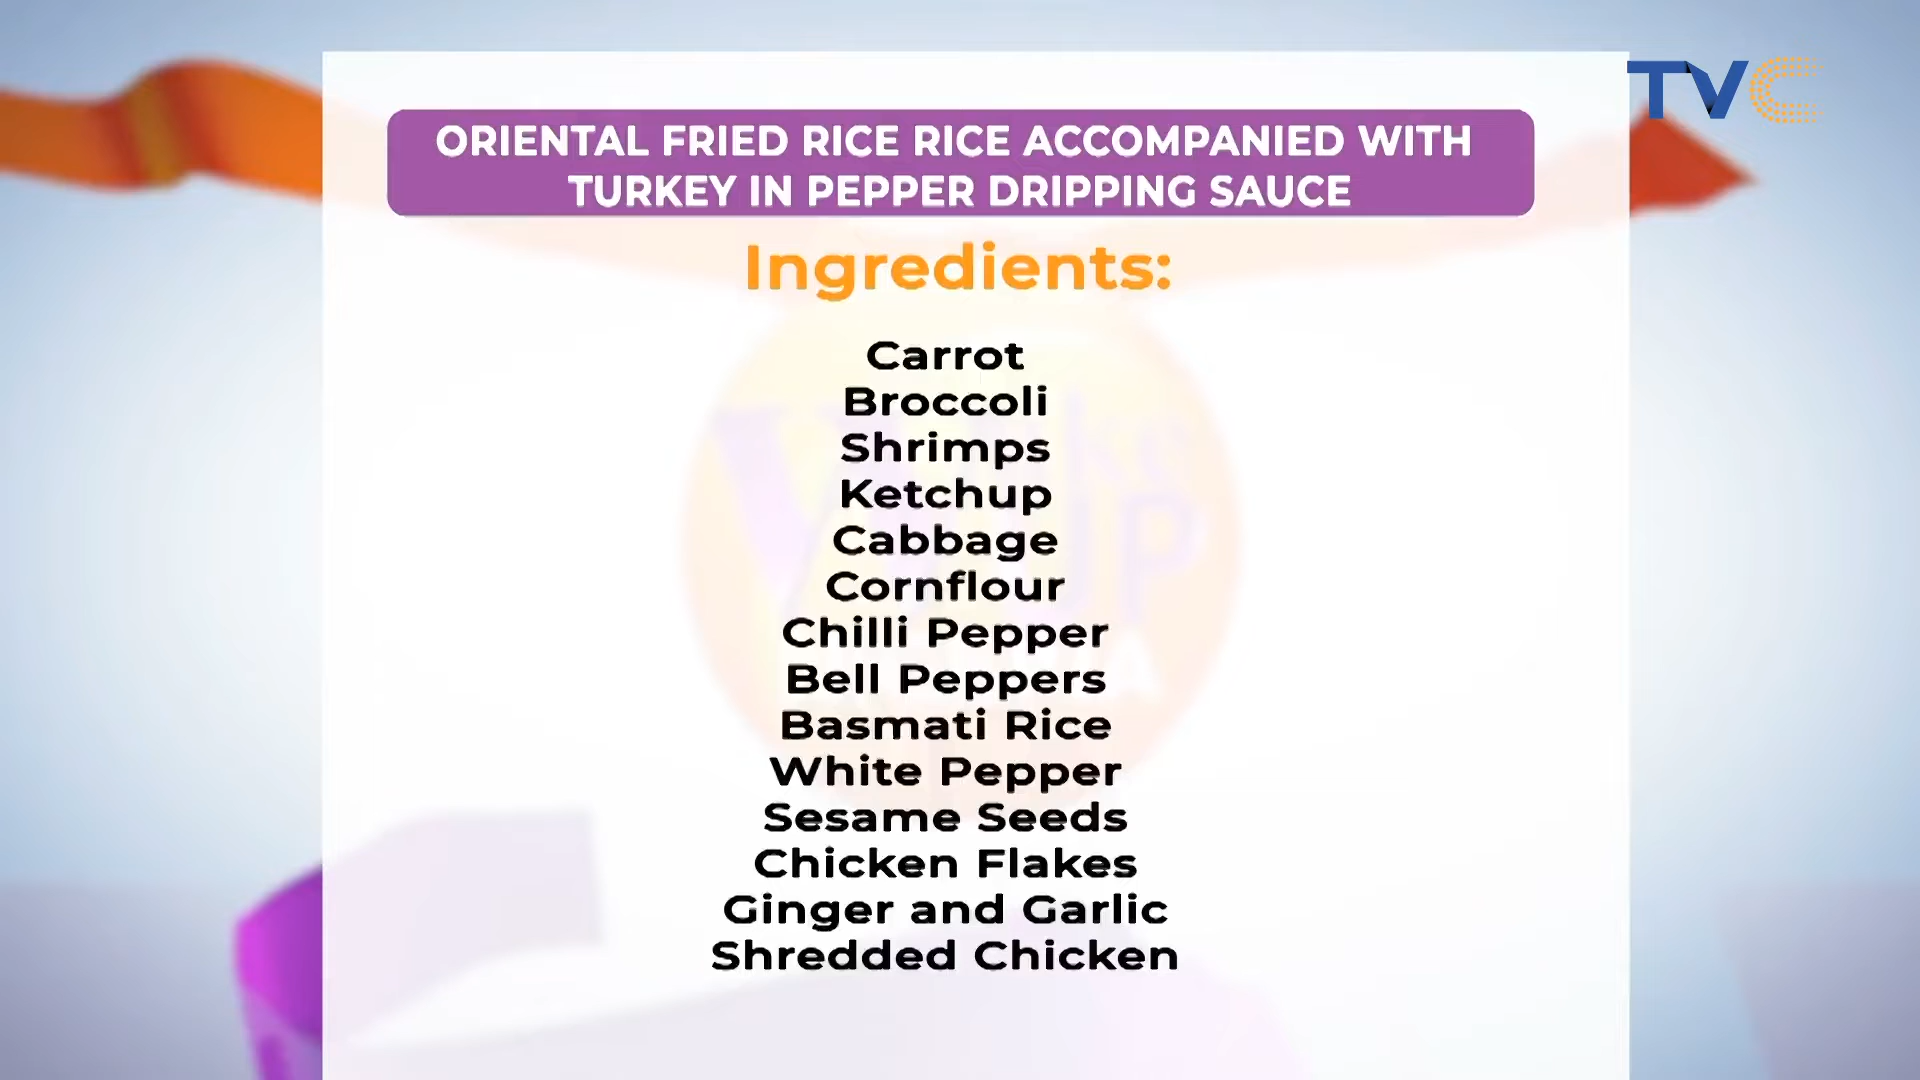 TVC
ORIENTAL FRIED RICE RICE ACCOMPANIED WITH
TURKEY IN PEPPER DRIPPING SAUCE
Ingredients:
Carrot
Broccoli
Shrimps
Ketchup
Cabbage
Cornflour
Chilli Pepper
Bell Peppers
Basmati Rice
White Pepper
Sesame Seeds
Chicken Flakes
Ginger and Garlic
Shredded Chicken